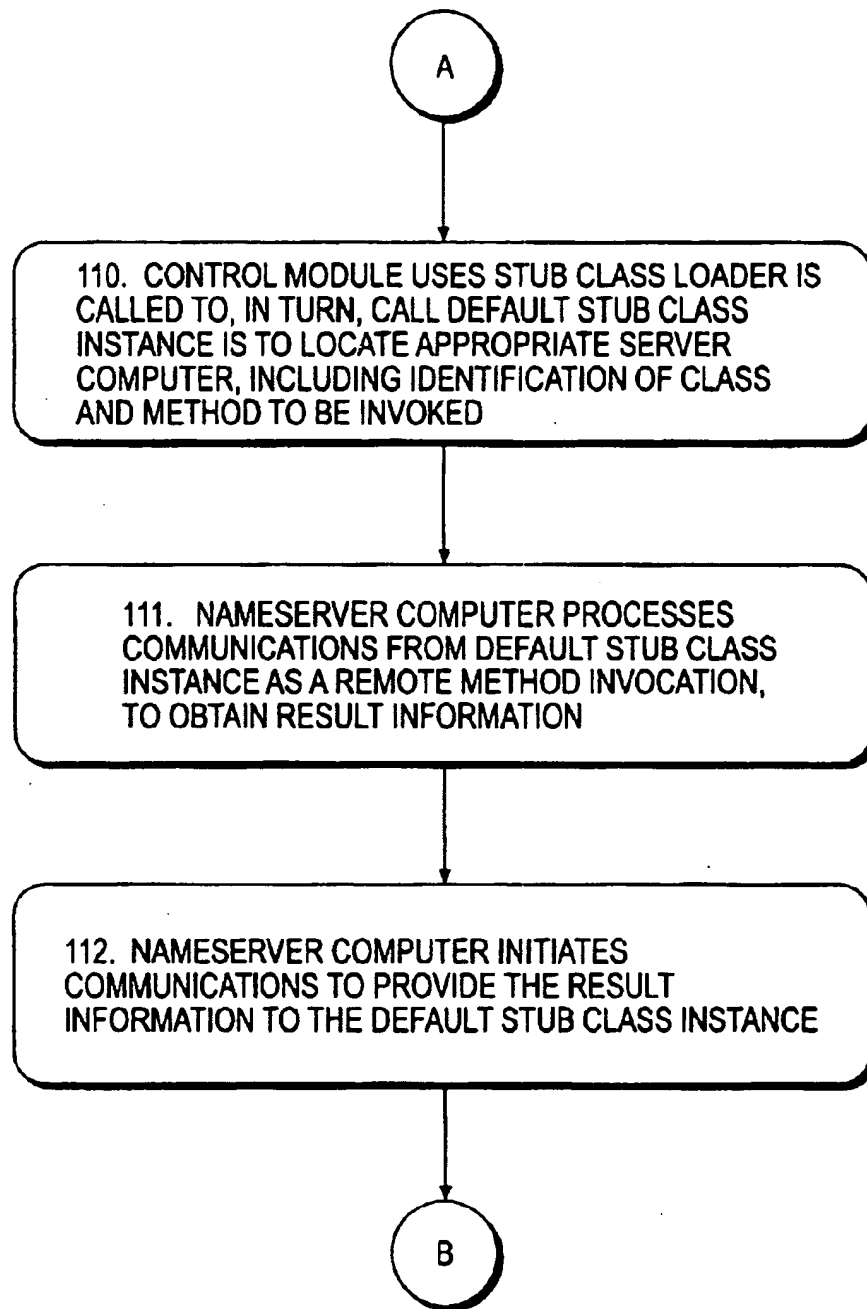 A
110. CONTROL MODULE USES STUB CLASS LOADER IS
CALLED TO, IN TURN, CALL DEFAULT STUB CLASS
INSTANCE IS TO LOCATE APPROPRIATE SERVER
COMPUTER, INCLUDING IDENTIFICATION OF CLASS
AND METHOD TO BE INVOKED
111. NAMESERVER COMPUTER PROCESSES
COMMUNICATIONS FROM DEFAULT STUB CLASS
INSTANCE AS A REMOTE METHOD INVOCATION,
TO OBTAIN RESULT INFORMATION
112. NAMESERVER COMPUTER INITIATES
COMMUNICATIONS TO PROVIDE THE RESULT
INFORMATION TO THE DEFAULT STUB CLASS INSTANCE
B